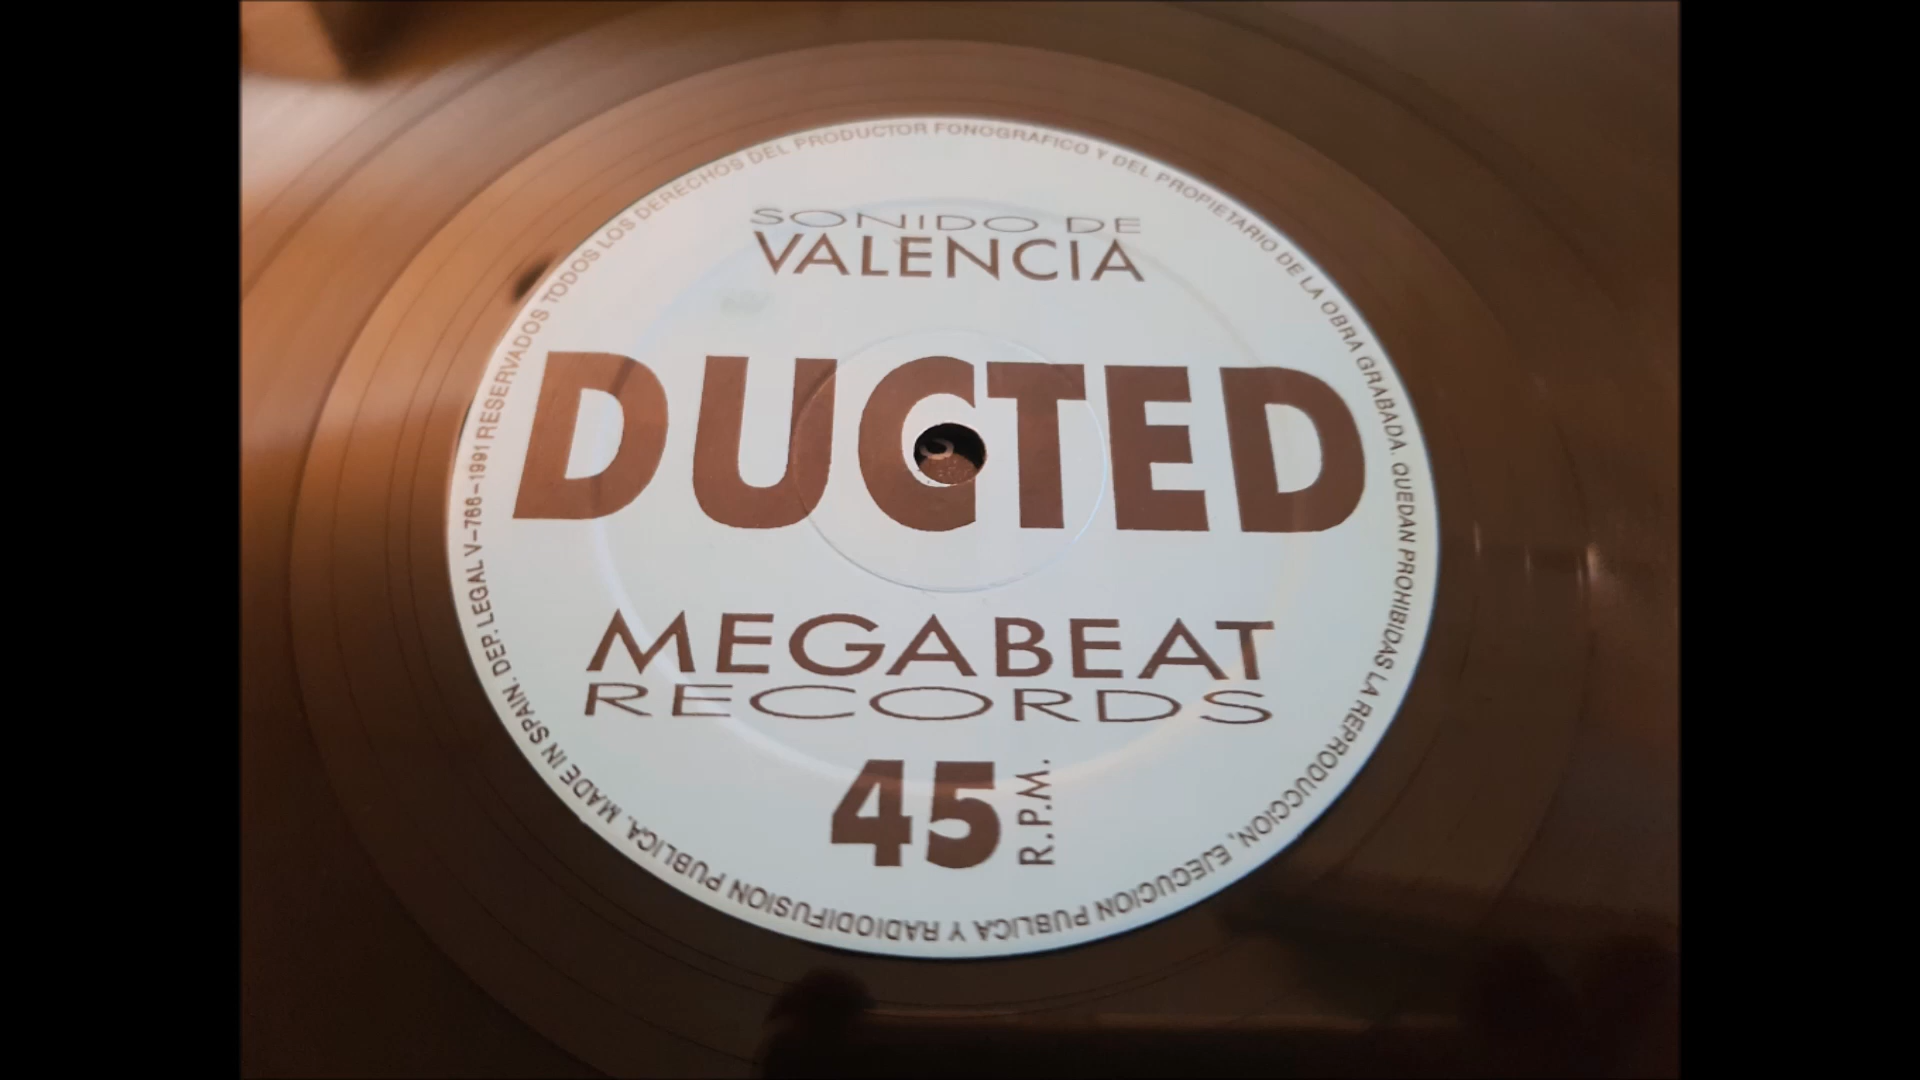 SONIDO DE
VALENCIA
DUCTED
MEGABEAT
RECORDS
45 R.P.M.
RESERVADOS TODOS LOS DERECHOS DEL PRODUCTOR FONOGRAFICO Y DEL PROPIETARIO DE LA OBRA GRABADA. QUEDAN PROHIBIDAS LA REPRODUCCION, EJECUCION PUBLICA Y RADIODIFUSION PUBLICA. MADE IN SPAIN. DEP. LEGAL V-766-1991